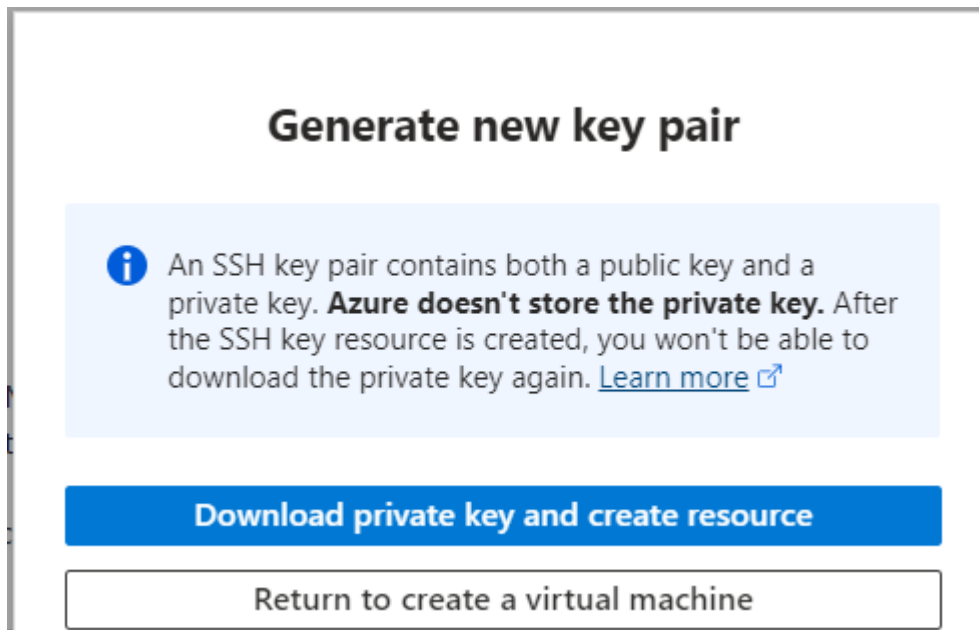 Generate new key pair
An SSH key pair contains both a public key and a
private key. Azure doesn't store the private key. After
the SSH key resource is created, you won't be able to
download the private key again. Learn more
Download private key and create resource
Return to create a virtual machine